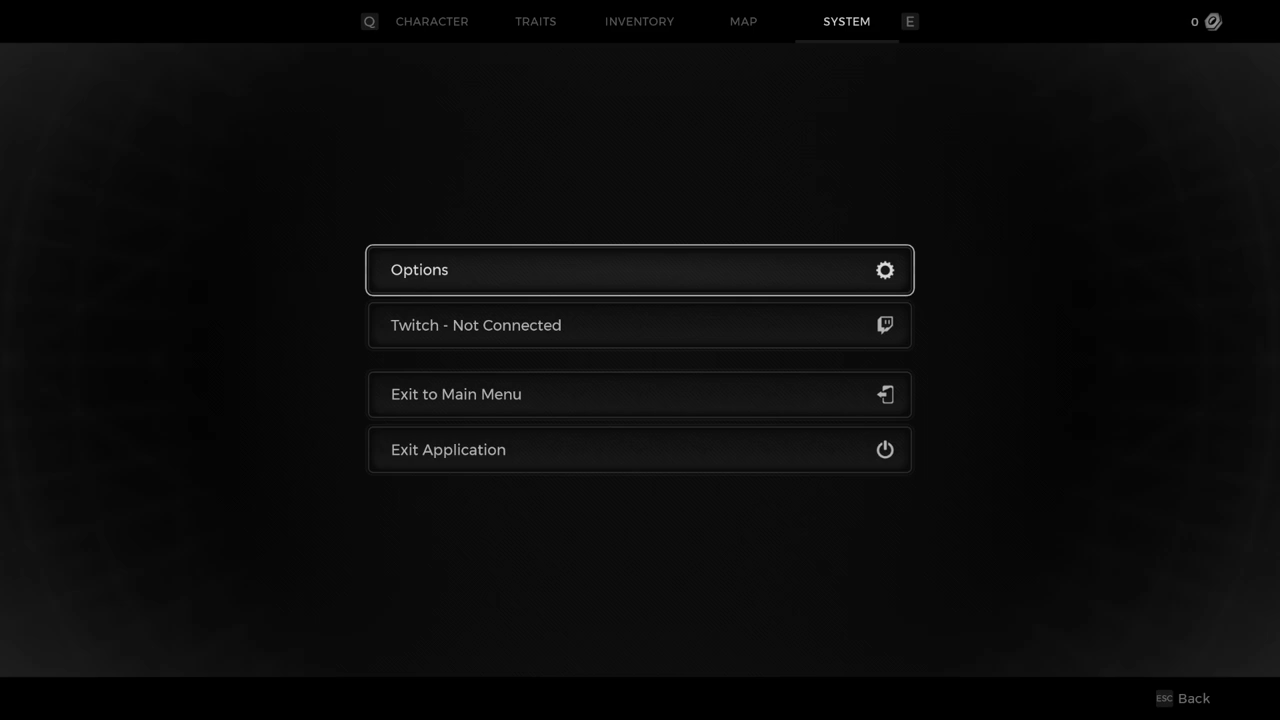 Q CHARACTER TRAITS INVENTORY MAP SYSTEM E 0
Options
Twitch - Not Connected
Exit to Main Menu
Exit Application
ESC Back